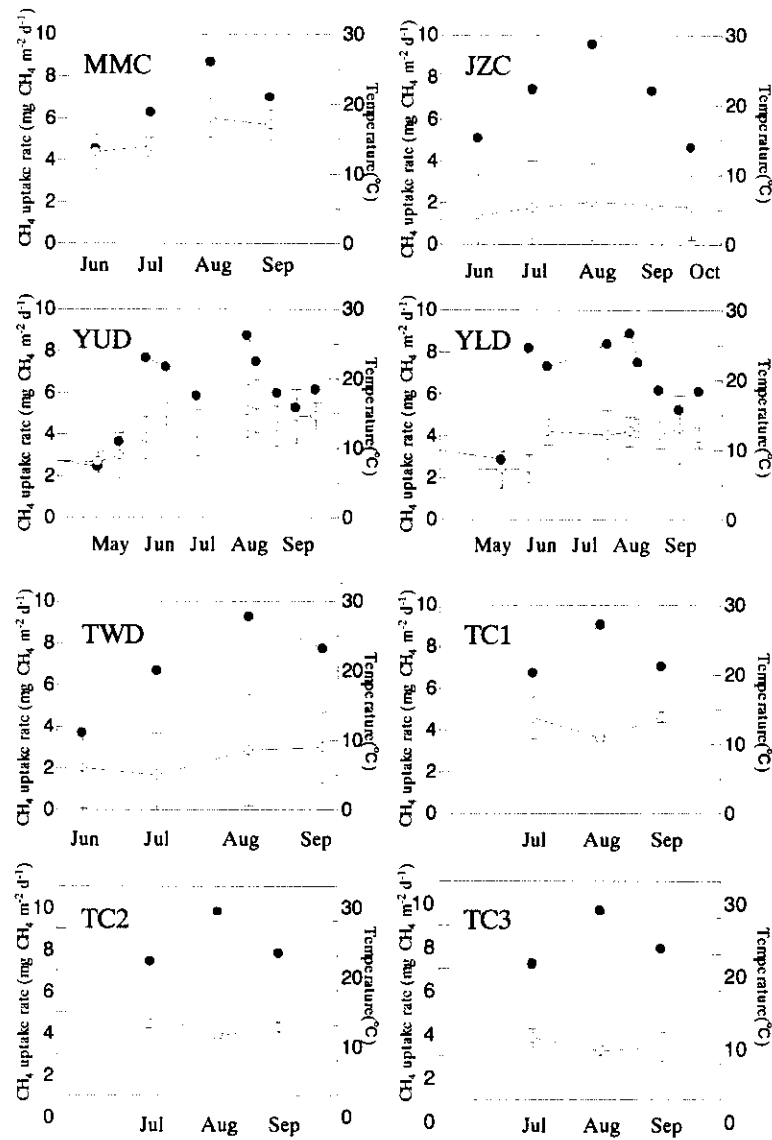 MMC
CH4 uptake rate (mg CH4 m-2 d-1)
10
8
6
4
2
0
30
20
10
0
Temperature(°C)
Jun Jul Aug Sep
JZC
CH4 uptake rate (mg CH4 m-2 d-1)
10
8
6
4
2
0
30
20
10
0
Temperature(°C)
Jun Jul Aug Sep Oct
YUD
CH4 uptake rate (mg CH4 m-2 d-1)
10
8
6
4
2
0
30
20
10
0
Temperature(°C)
May Jun Jul Aug Sep
YLD
CH4 uptake rate (mg CH4 m-2 d-1)
10
8
6
4
2
0
30
20
10
0
Temperature(°C)
May Jun Jul Aug Sep
TWD
CH4 uptake rate (mg CH4 m-2 d-1)
10
8
6
4
2
0
30
20
10
0
Temperature(°C)
Jun Jul Aug Sep
TC1
CH4 uptake rate (mg CH4 m-2 d-1)
10
8
6
4
2
0
30
20
10
0
Temperature(°C)
Jul Aug Sep
TC2
CH4 uptake rate (mg CH4 m-2 d-1)
10
8
6
4
2
0
30
20
10
0
Temperature(°C)
Jul Aug Sep
TC3
CH4 uptake rate (mg CH4 m-2 d-1)
10
8
6
4
2
0
30
20
10
0
Temperature(°C)
Jul Aug Sep